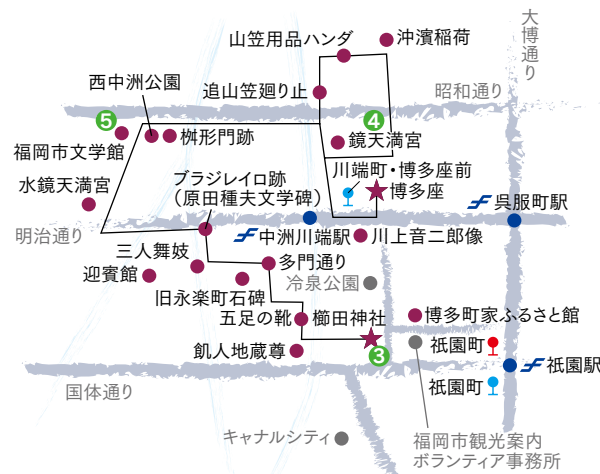 大博通り
山笠用品ハンダ
沖濱稲荷
西中洲公園
追山笠廻り止
昭和通り
5
4
福岡市文学館
桝形門跡
鏡天満宮
水鏡天満宮
ブラジレイロ跡
（原田種夫文学碑）
川端町・博多座前
博多座
呉服町駅
明治通り
中洲川端駅
川上音二郎像
三人舞妓
多門通り
迎賓館
旧永楽町石碑
冷泉公園
五足の靴
櫛田神社
博多町家ふるさと館
飢人地蔵尊
3
祇園町
祇園駅
国体通り
祇園町
キャナルシティ
福岡市観光案内
ボランティア事務所